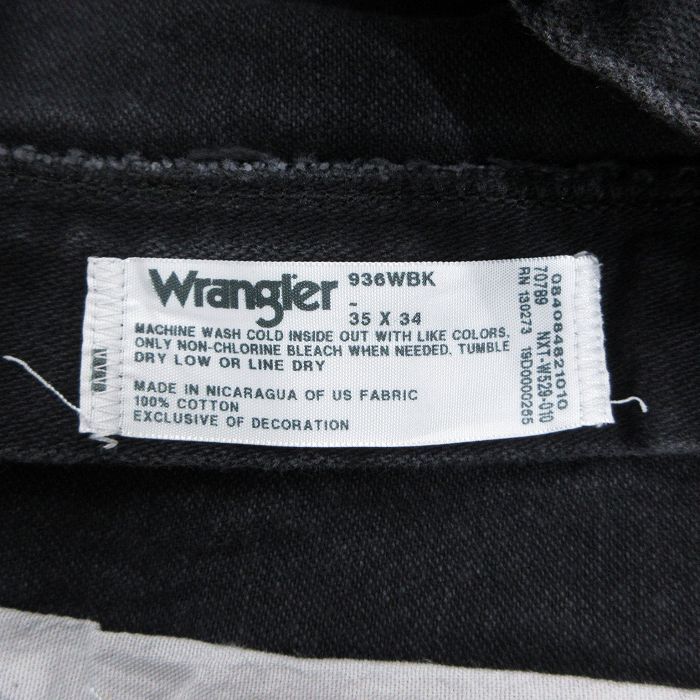 Wrangler
936WBK
-
35 X 34
MACHINE WASH COLD INSIDE OUT WITH LIKE COLORS.
ONLY NON-CHLORINE BLEACH WHEN NEEDED. TUMBLE
DRY LOW OR LINE DRY
MADE IN NICARAGUA OF US FABRIC
100% COTTON
EXCLUSIVE OF DECORATION
084084821010
70789 NXT-W529-010
RN 130273 19D0000265